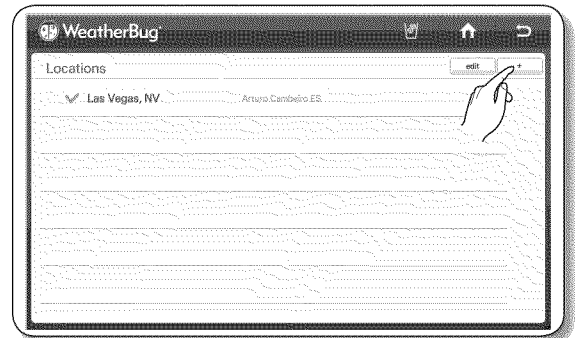 WeatherBug
Locations edit +
Las Vegas, NV Arturo Cambeiro ES